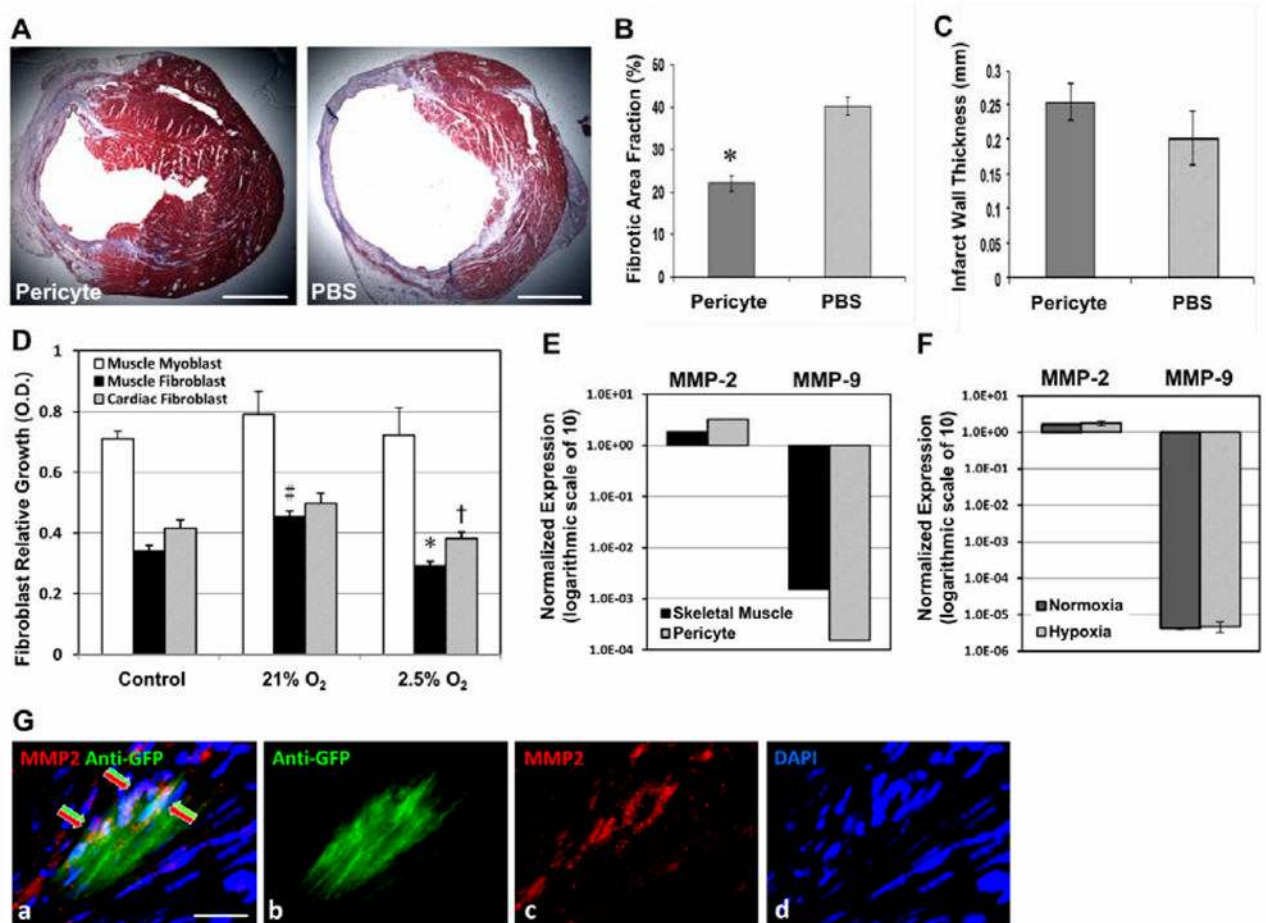 A
Pericyte
PBS
B
Fibrotic Area Fraction (%)
60
50
40
30
20
10
0
*
Pericyte PBS
C
Infarct Wall Thickness (mm)
0.3
0.25
0.2
0.15
0.1
0.05
0
Pericyte PBS
D
Fibroblast Relative Growth (O.D.)
1
0.8
0.6
0.4
0.2
0
Muscle Myoblast
Muscle Fibroblast
Cardiac Fibroblast
‡
*
†
Control 21% O₂ 2.5% O₂
E
MMP-2 MMP-9
Normalized Expression
(logarithmic scale of 10)
1.0E+01
1.0E+00
1.0E-01
1.0E-02
1.0E-03
1.0E-04
Skeletal Muscle
Pericyte
F
MMP-2 MMP-9
Normalized Expression
(logarithmic scale of 10)
1.0E+01
1.0E+00
1.0E-01
1.0E-02
1.0E-03
1.0E-04
1.0E-05
1.0E-06
Normoxia
Hypoxia
G
MMP2 Anti-GFP
a
Anti-GFP
b
MMP2
c
DAPI
d